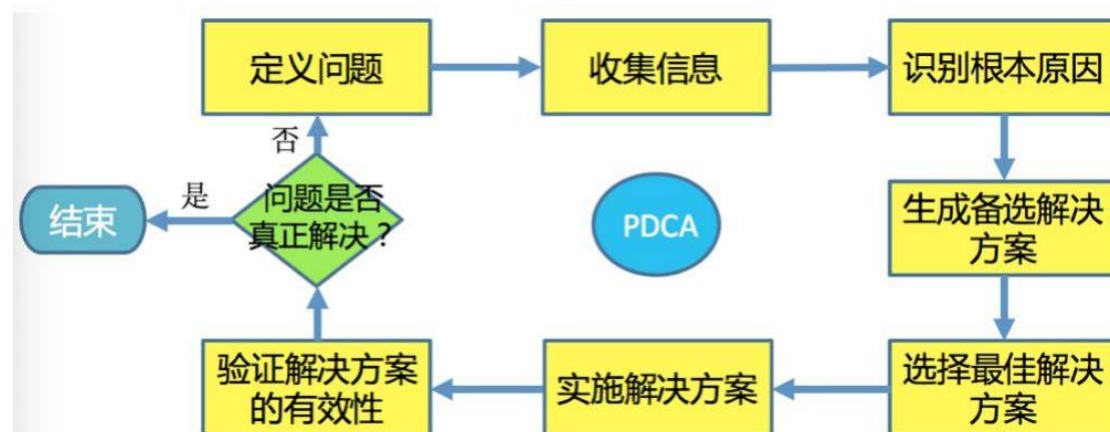 定义问题
收集信息
识别根本原因
否
是
问题是否
真正解决？
结束
PDCA
生成备选解决
方案
验证解决方案
的有效性
实施解决方案
选择最佳解决
方案